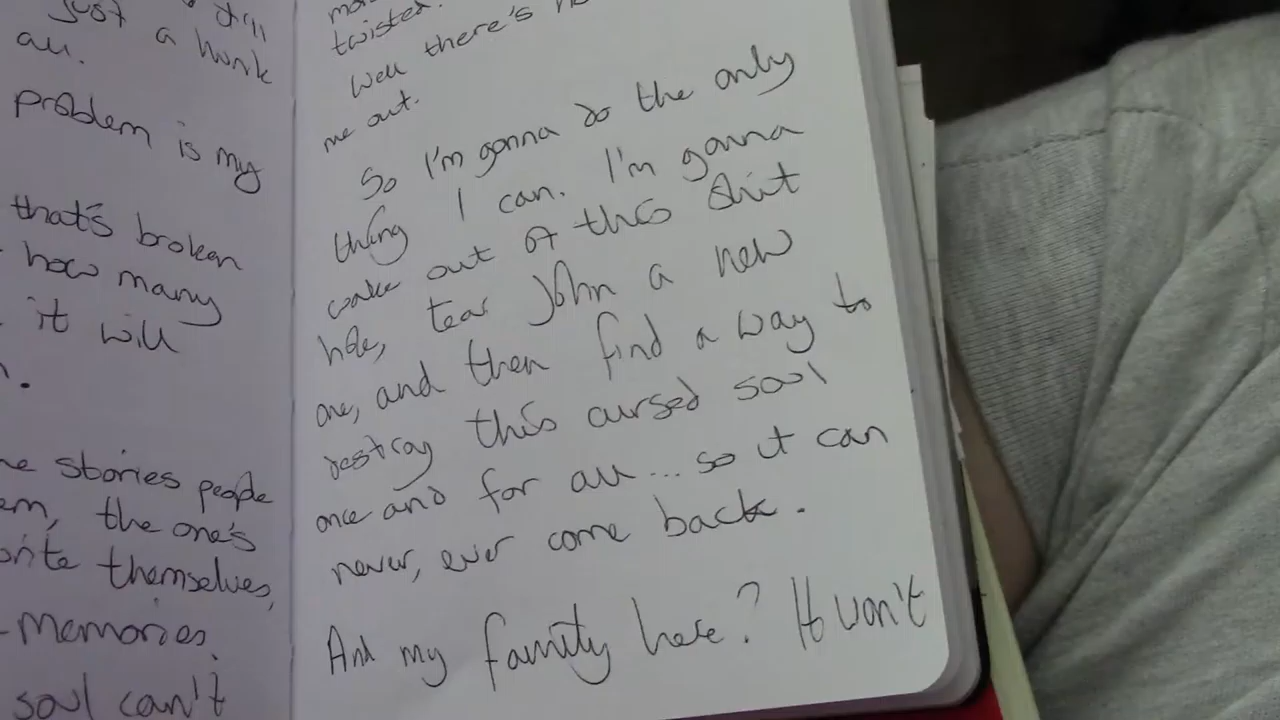 just a hunk
all.
problem is my
that's broken
how many
it will
stories people
the one's
themselves,
memories.
soul can't
twisted.
Well there's
me out.
So I'm gonna do the only
thing I can. I'm gonna
wake out of this shit
hole, tear John a new
one, and then find a way to
destroy this cursed soul
once and for all... so it can
never, ever come back.
And my family here? It won't